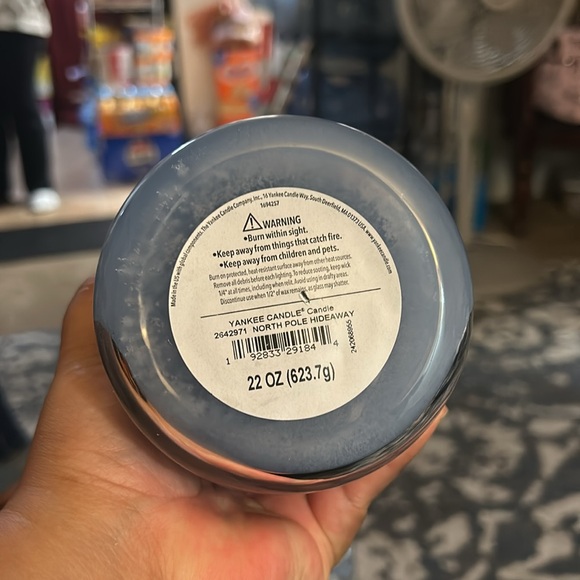 Made in the US with global components. The Yankee Candle Company, Inc., 16 Yankee Candle Way, South Deerfield, MA 01373 USA. www.yankeecandle.com
1694257
WARNING
•Burn within sight.
•Keep away from things that catch fire.
•Keep away from children and pets.
Burn on protected, heat resistant surface away from other heat sources.
Remove all debris before each lighting. To reduce sooting, keep wick
1/4" at all times, including when relit. Avoid using in drafty areas.
Discontinue use when 1/2" of wax remains, as glass may shatter.
YANKEE CANDLE® Candle
2642971 NORTH POLE HIDEAWAY
1 92833 29184 4
22 OZ (623.7g)